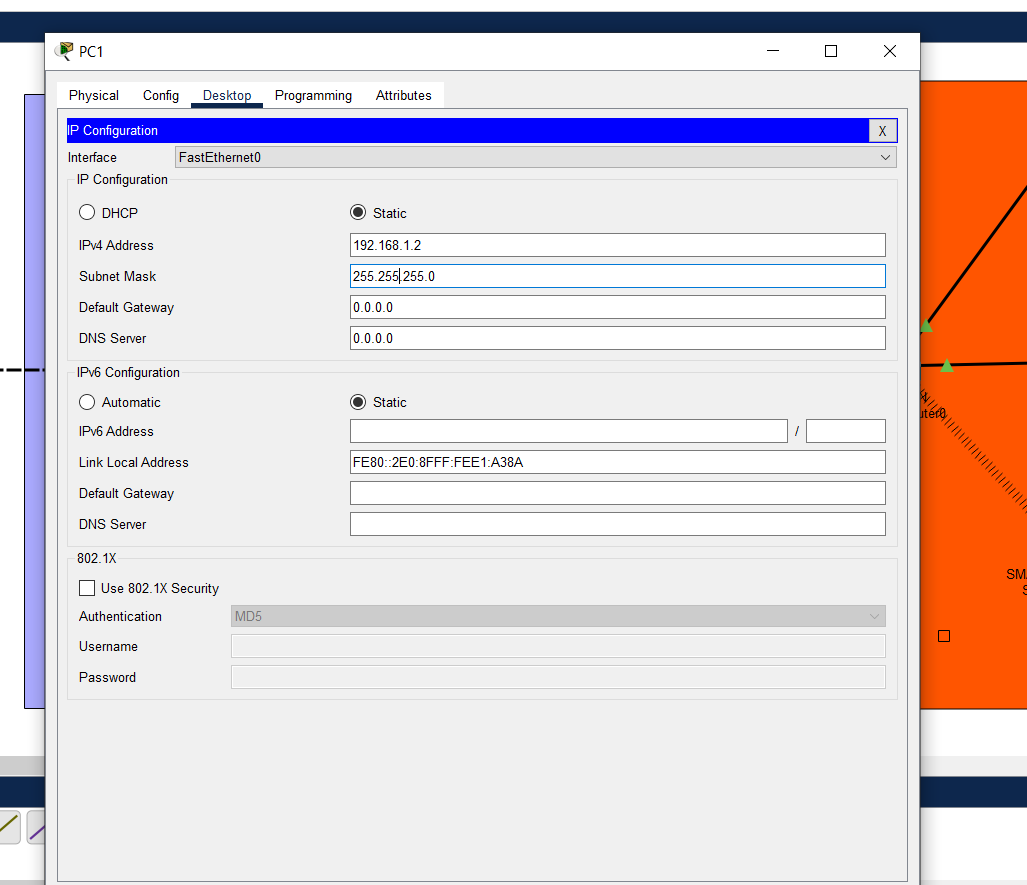 PC1
Physical Config Desktop Programming Attributes
IP Configuration X
Interface FastEthernet0
IP Configuration
DHCP Static
IPv4 Address 192.168.1.2
Subnet Mask 255.255.255.0
Default Gateway 0.0.0.0
DNS Server 0.0.0.0
IPv6 Configuration
Automatic Static
IPv6 Address /
Link Local Address FE80::2E0:8FFF:FEE1:A38A
Default Gateway
DNS Server
802.1X
Use 802.1X Security
Authentication MD5
Username
Password
uter0
SM